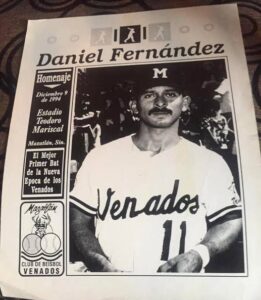 Daniel Fernández
Homenaje
Diciembre 9
de 1994
Estadio
Teodoro
Mariscal
Mazatlán, Sin.
El Mejor
Primer Bat
de la Nueva
Epoca de los
Venados
M
Venados
11
Mazatlán
CLUB DE BEISBOL
VENADOS